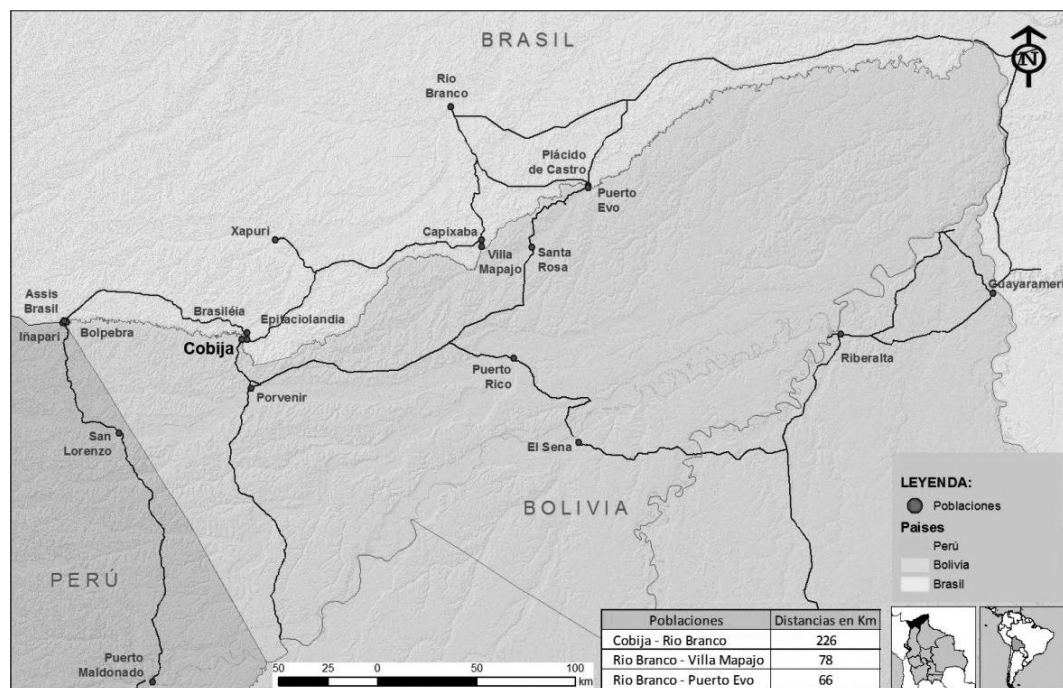 BRASIL
N
Rio
Branco
Plácido
de Castro
Puerto
Evo
Xapuri
Capixaba
Villa
Mapajo
Santa
Rosa
Assis
Brasil
Brasiléia
Epitaciolandia
Guayarameri
Iñapari
Bolpebra
Cobija
Riberalta
Puerto
Rico
Porvenir
San
Lorenzo
El Sena
BOLIVIA
PERÚ
Puerto
Maldonado
LEYENDA:
Poblaciones
Paises
Perú
Bolivia
Brasil
50 25 0 50 100
km
Poblaciones Distancias en Km
Cobija - Rio Branco 226
Rio Branco - Villa Mapajo 78
Rio Branco - Puerto Evo 66